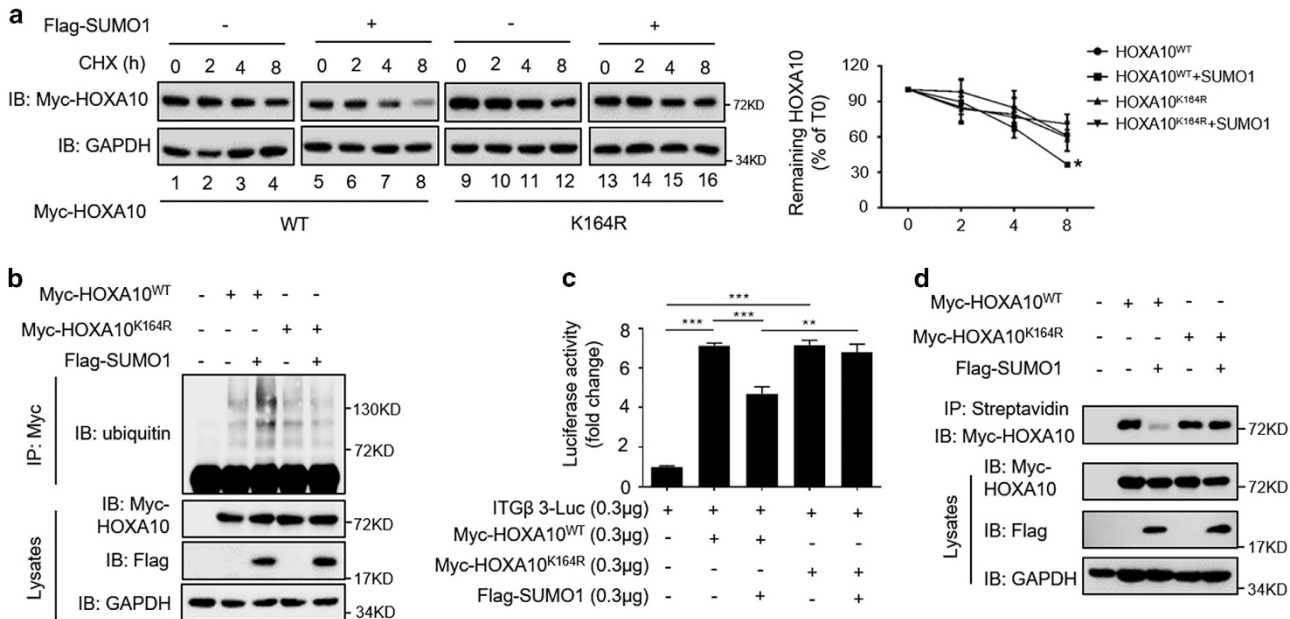 a
Flag-SUMO1 - + - +
CHX (h) 0 2 4 8 0 2 4 8 0 2 4 8 0 2 4 8
IB: Myc-HOXA10 72KD
IB: GAPDH 34KD
1 2 3 4 5 6 7 8 9 10 11 12 13 14 15 16
Myc-HOXA10 WT K164R
Remaining HOXA10
(% of T0)
120
90
60
30
0
0 2 4 8
*
HOXA10WT
HOXA10WT+SUMO1
HOXA10K164R
HOXA10K164R+SUMO1
b
Myc-HOXA10WT - + + - -
Myc-HOXA10K164R - - - + +
Flag-SUMO1 - - + - +
IP: Myc
IB: ubiquitin
130KD
72KD
Lysates
IB: Myc-
HOXA10 72KD
IB: Flag 17KD
IB: GAPDH 34KD
c
Luciferase activity
(fold change)
8
6
4
2
0
***
*** *** **
ITGβ 3-Luc (0.3μg) + + + + +
Myc-HOXA10WT (0.3μg) - + + - -
Myc-HOXA10K164R (0.3μg) - - - + +
Flag-SUMO1 (0.3μg) - - + - +
d
Myc-HOXA10WT - + + - -
Myc-HOXA10K164R - - - + +
Flag-SUMO1 - - + - +
IP: Streptavidin
IB: Myc-HOXA10 72KD
Lysates
IB: Myc-
HOXA10 72KD
IB: Flag 17KD
IB: GAPDH 34KD